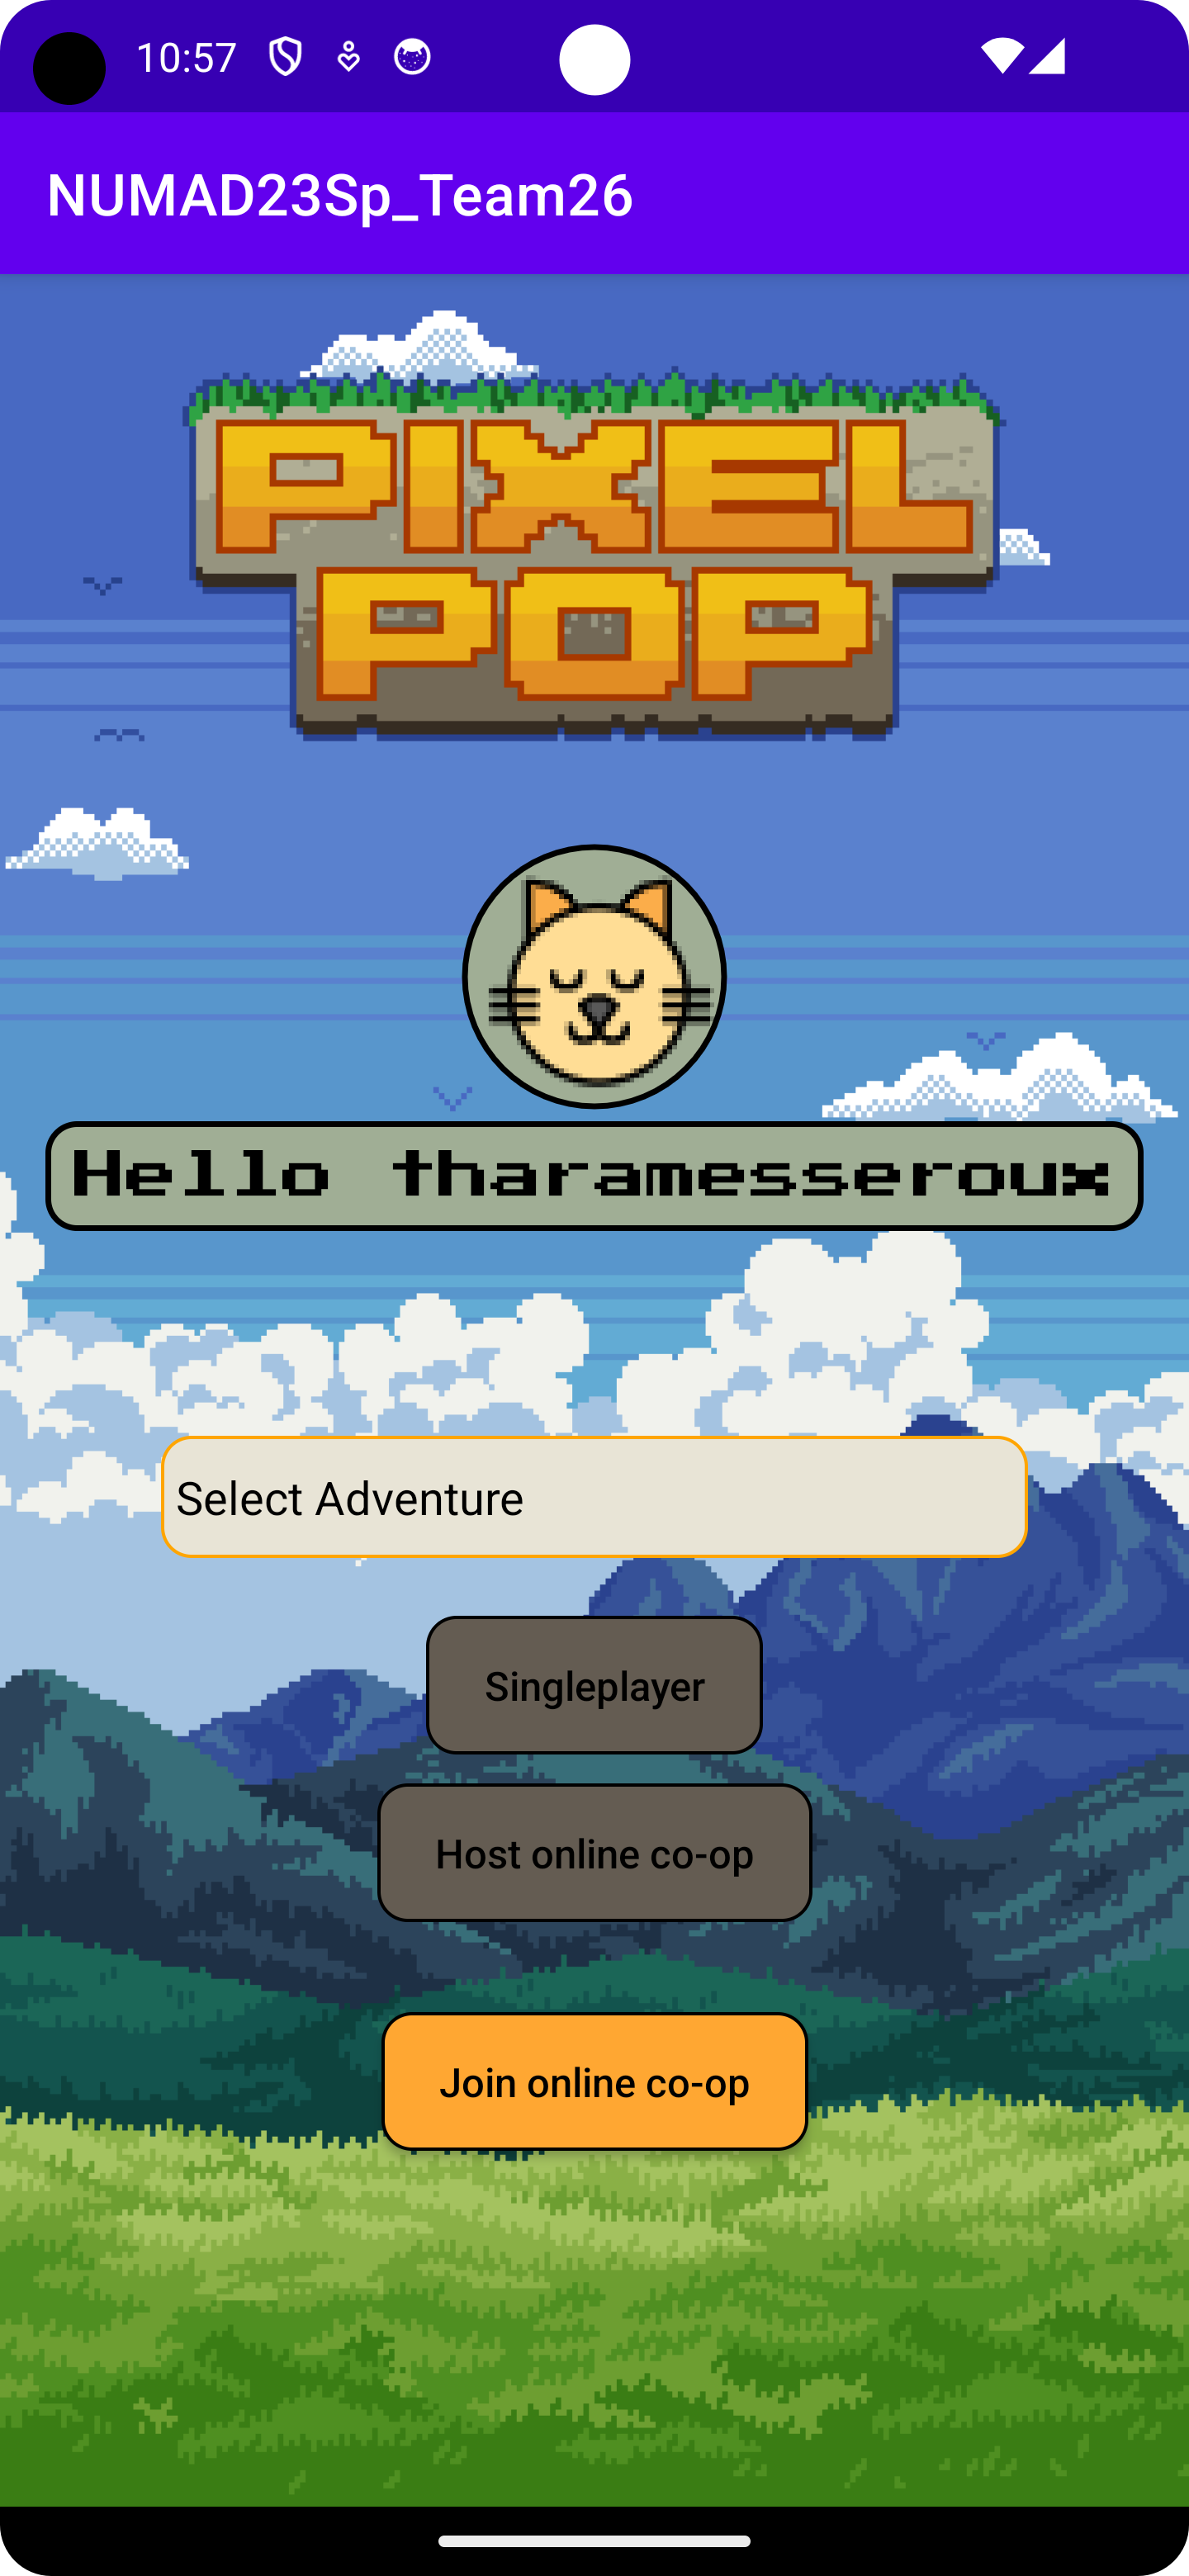 10:57
NUMAD23Sp_Team26
PIXEL
POP
Hello tharamesseroux
Select Adventure
Singleplayer
Host online co-op
Join online co-op